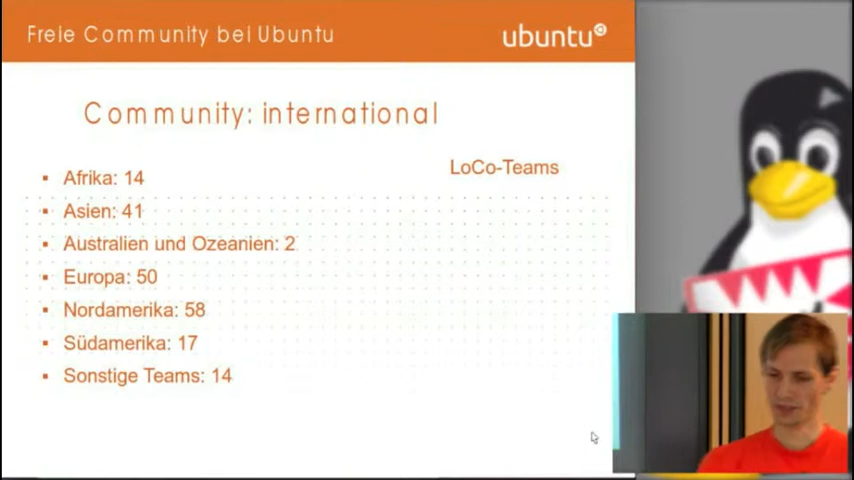 Freie Community bei Ubuntu
ubuntu
Community: international
LoCo-Teams
Afrika: 14
Asien: 41
Australien und Ozeanien: 2
Europa: 50
Nordamerika: 58
Südamerika: 17
Sonstige Teams: 14